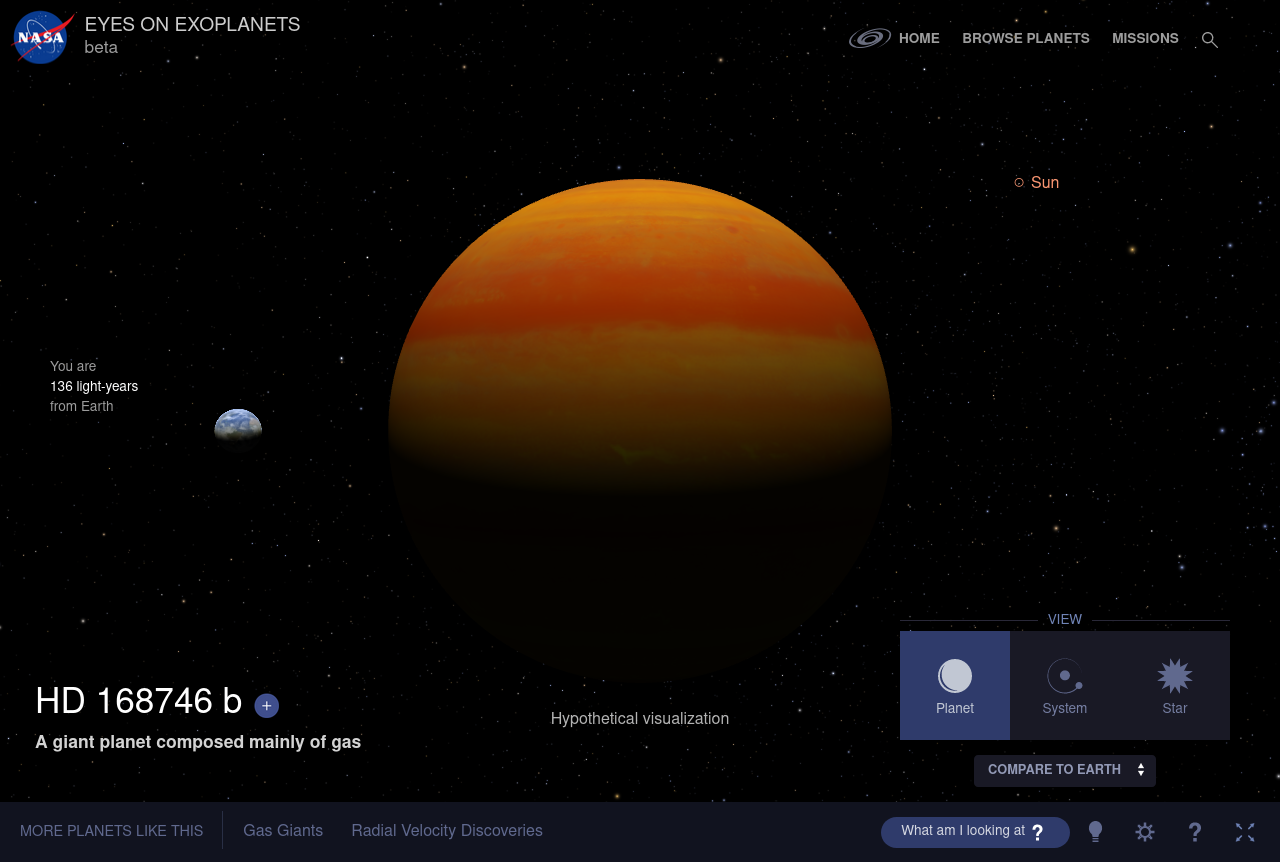 NASA
EYES ON EXOPLANETS
beta
HOME
BROWSE PLANETS
MISSIONS
Sun
You are
136 light-years
from Earth
VIEW
Planet
System
Star
HD 168746 b +
A giant planet composed mainly of gas
Hypothetical visualization
COMPARE TO EARTH
MORE PLANETS LIKE THIS
Gas Giants
Radial Velocity Discoveries
What am I looking at ?
?